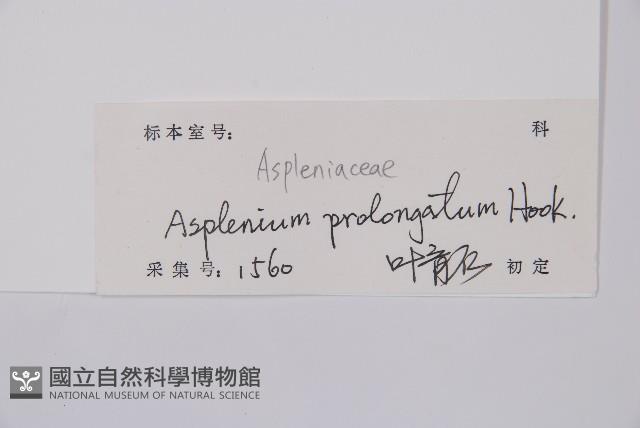 标本室号: 科
Aspleniaceae
Asplenium prolongatum Hook.
采集号: 1560 叶 初定
國立自然科學博物館
NATIONAL MUSEUM OF NATURAL SCIENCE